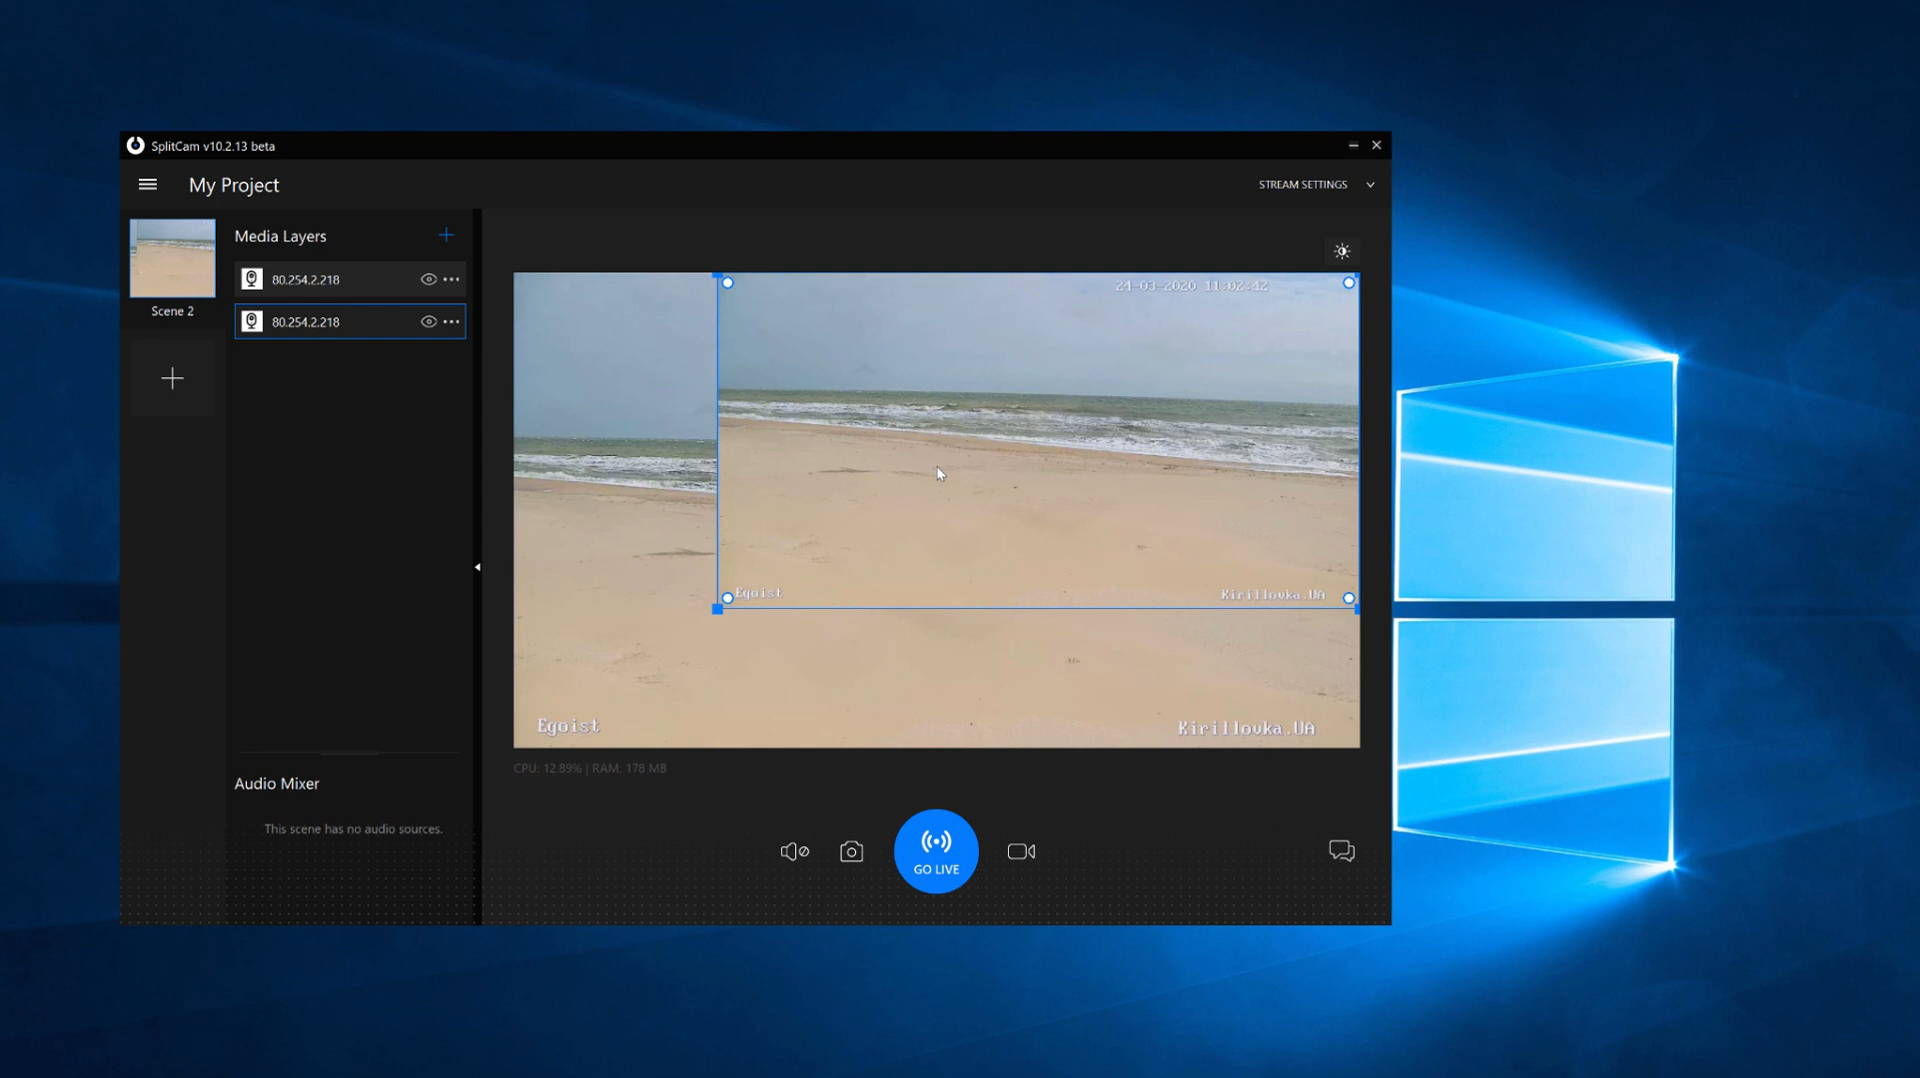 SplitCam v10.2.13 beta
My Project
STREAM SETTINGS
Media Layers
80.254.2.218
80.254.2.218
Scene 2
24-03-2020 11:02:42
Egoist
Kirillovka.UA
Egoist
Kirillovka.UA
CPU: 12.89% | RAM: 178 MB
Audio Mixer
This scene has no audio sources.
GO LIVE